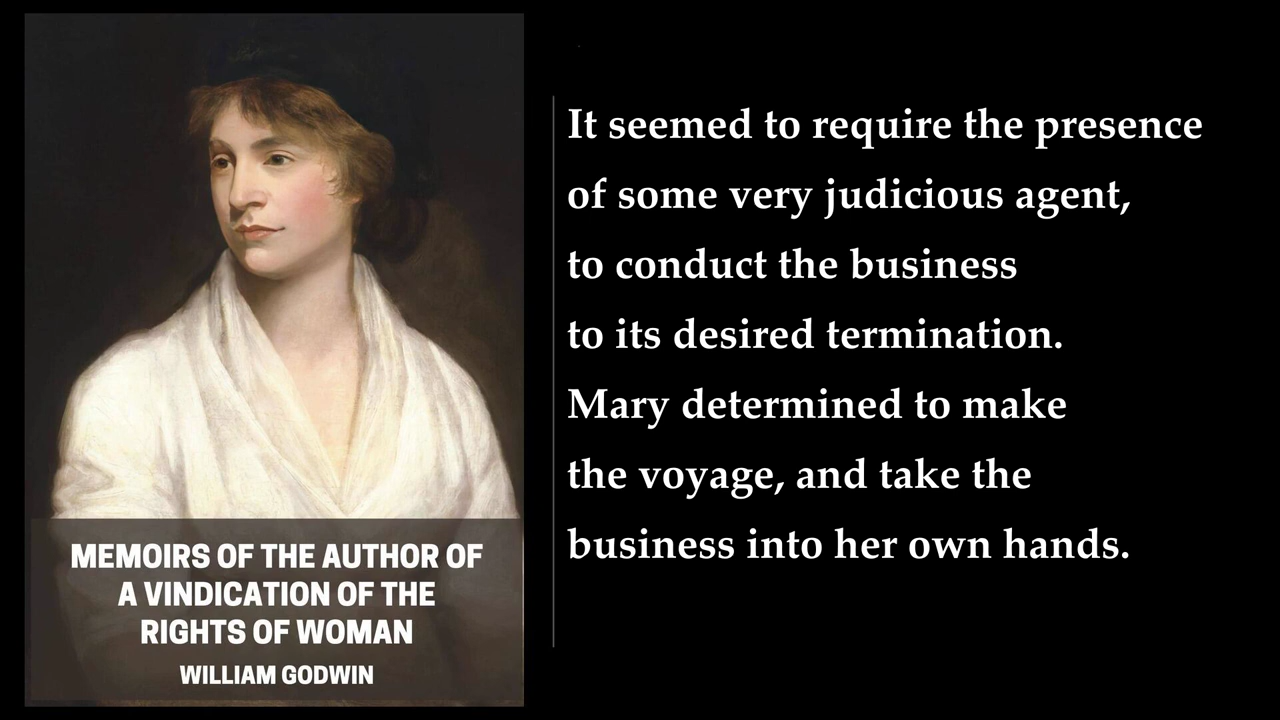 MEMOIRS OF THE AUTHOR OF
A VINDICATION OF THE
RIGHTS OF WOMAN
WILLIAM GODWIN
It seemed to require the presence
of some very judicious agent,
to conduct the business
to its desired termination.
Mary determined to make
the voyage, and take the
business into her own hands.